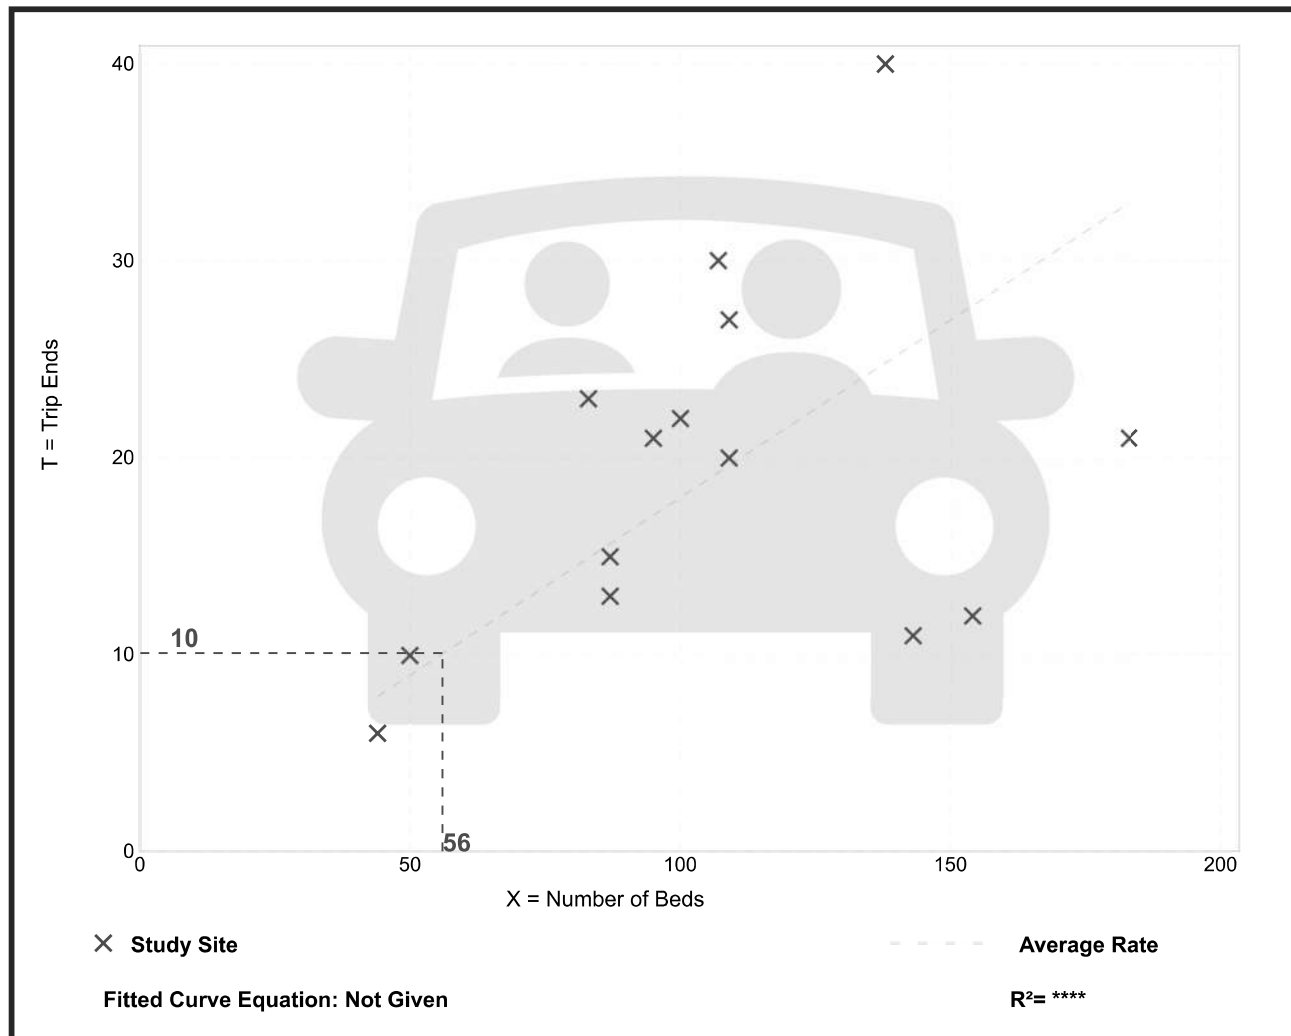 T = Trip Ends
40
30
20
10
10
0
56
0 50 100 150 200
X = Number of Beds
Study Site Average Rate
Fitted Curve Equation: Not Given R²= ****